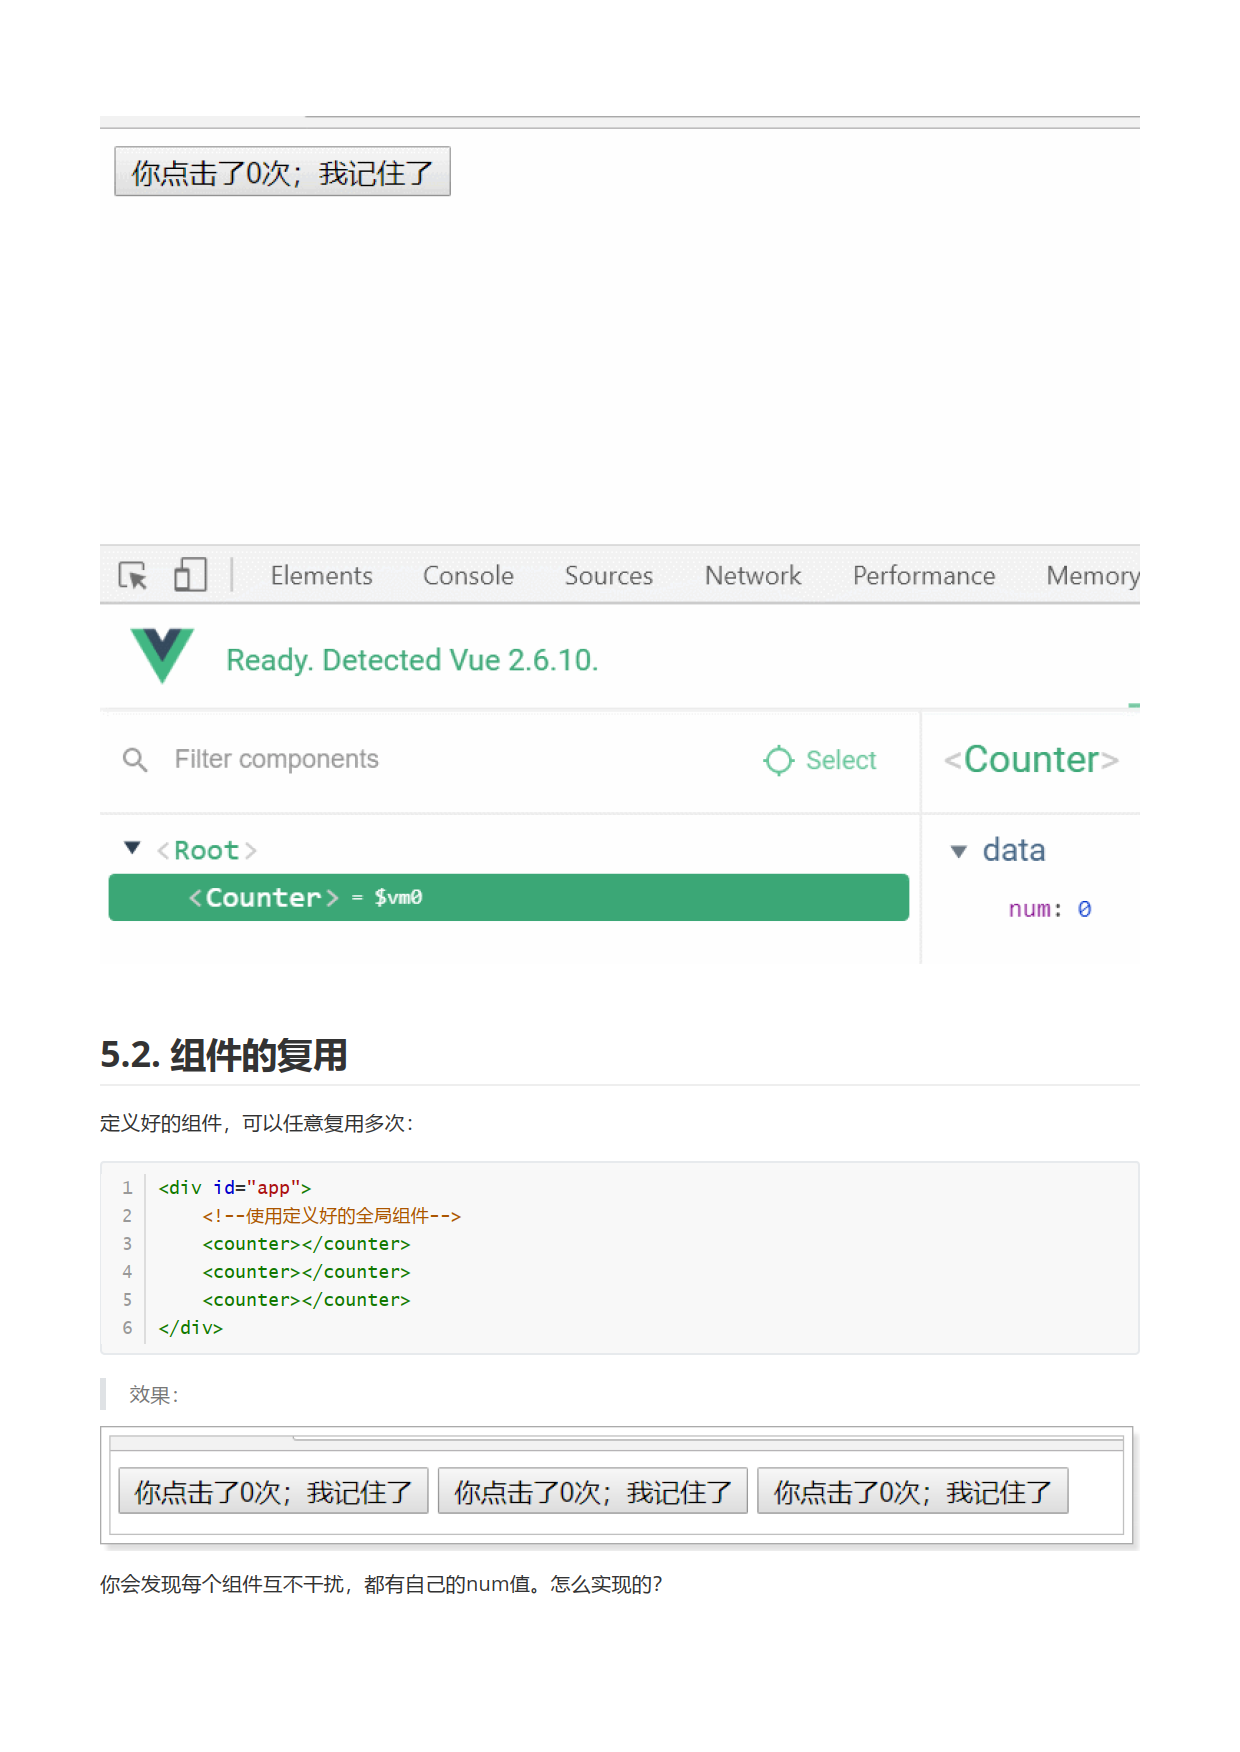 你点击了0次；我记住了
Elements Console Sources Network Performance Memory
Ready. Detected Vue 2.6.10.
Filter components Select <Counter>
<Root> data
<Counter> = $vm0 num: 0
5.2. 组件的复用
定义好的组件，可以任意复用多次：
1 <div id="app">
2 <!--使用定义好的全局组件-->
3 <counter></counter>
4 <counter></counter>
5 <counter></counter>
6 </div>
效果：
你点击了0次；我记住了 你点击了0次；我记住了 你点击了0次；我记住了
你会发现每个组件互不干扰，都有自己的num值。怎么实现的？